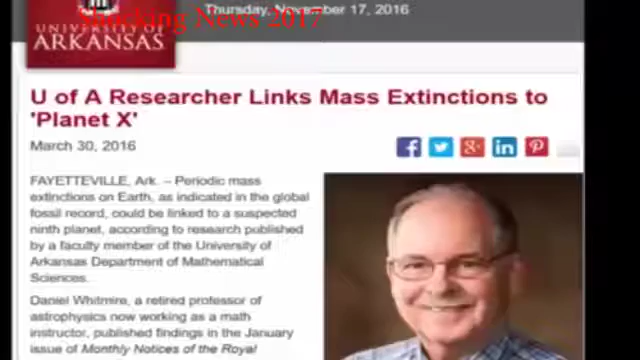 Shocking News 2017
Thursday, November 17, 2016
UNIVERSITY OF
ARKANSAS
U of A Researcher Links Mass Extinctions to
'Planet X'
March 30, 2016
FAYETTEVILLE, Ark. – Periodic mass
extinctions on Earth, as indicated in the global
fossil record, could be linked to a suspected
ninth planet, according to research published
by a faculty member of the University of
Arkansas Department of Mathematical
Sciences.
Daniel Whitmire, a retired professor of
astrophysics now working as a math
instructor, published findings in the January
issue of Monthly Notices of the Royal